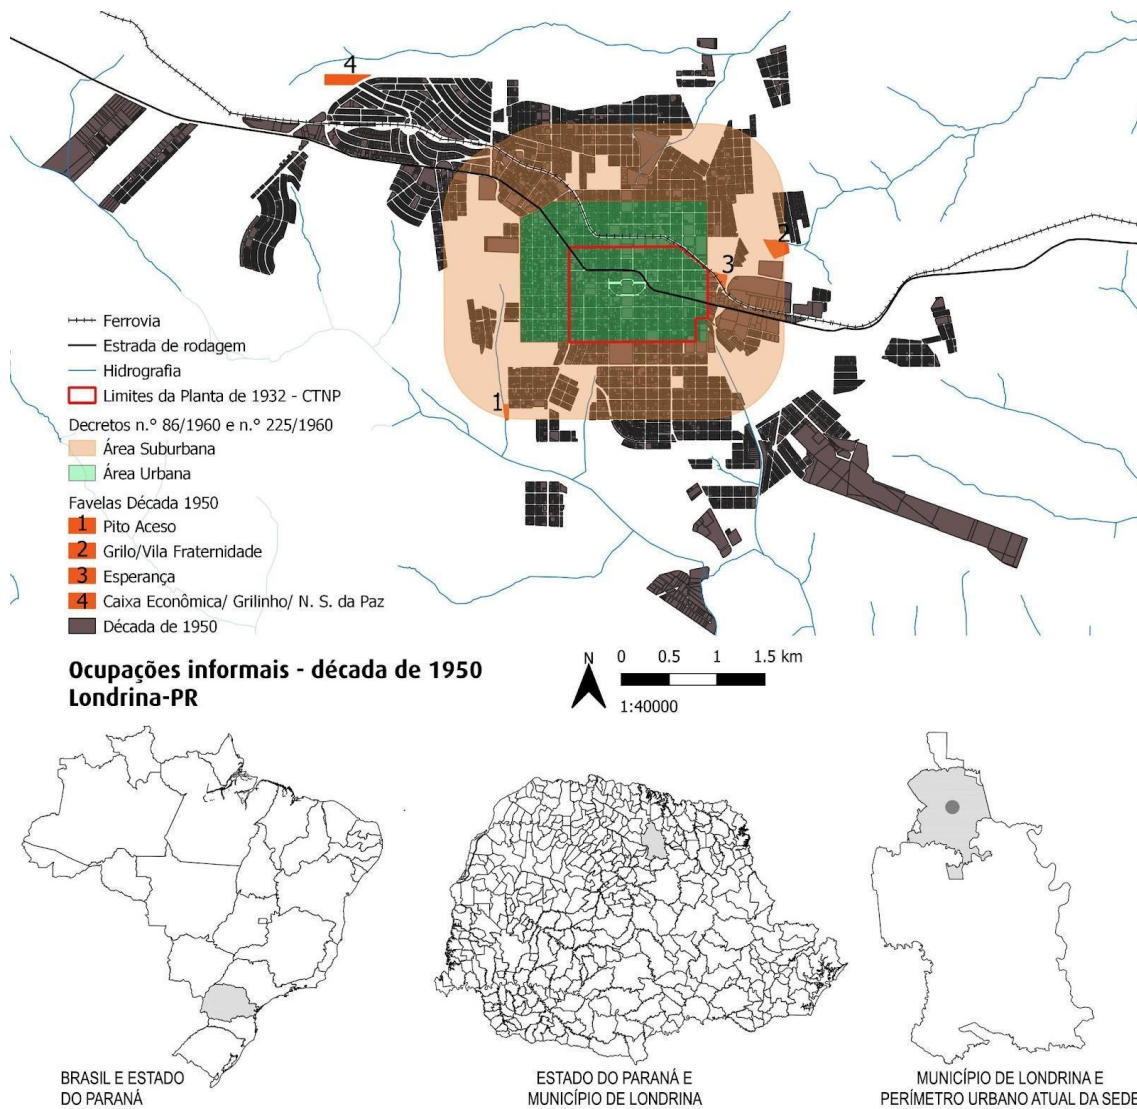 4
2
3
1
Ferrovia
Estrada de rodagem
Hidrografia
Limites da Planta de 1932 - CTNP
Decretos n.° 86/1960 e n.° 225/1960
Área Suburbana
Área Urbana
Favelas Década 1950
1 Pito Aceso
2 Grilo/Vila Fraternidade
3 Esperança
4 Caixa Econômica/ Grilinho/ N. S. da Paz
Década de 1950
Ocupações informais - década de 1950
Londrina-PR
N
0 0.5 1 1.5 km
1:40000
BRASIL E ESTADO
DO PARANÁ
ESTADO DO PARANÁ E
MUNICÍPIO DE LONDRINA
MUNICÍPIO DE LONDRINA E
PERÍMETRO URBANO ATUAL DA SEDE